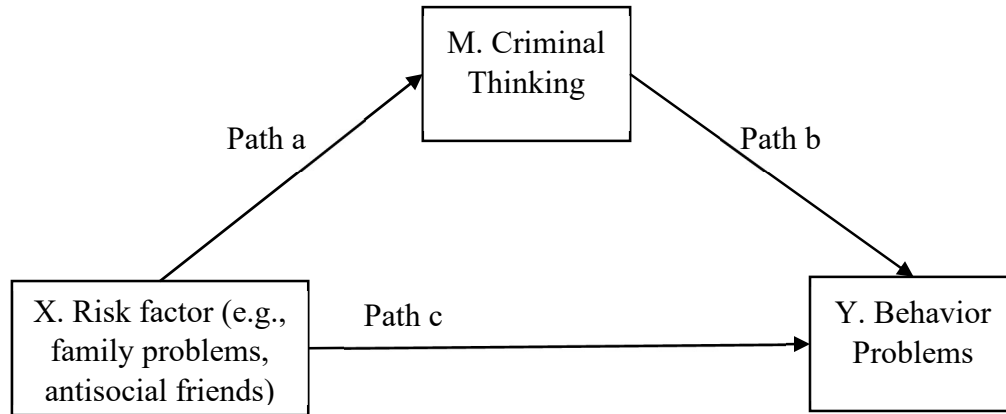 M. Criminal
Thinking
Path a
Path b
X. Risk factor (e.g.,
family problems,
antisocial friends)
Path c
Y. Behavior
Problems